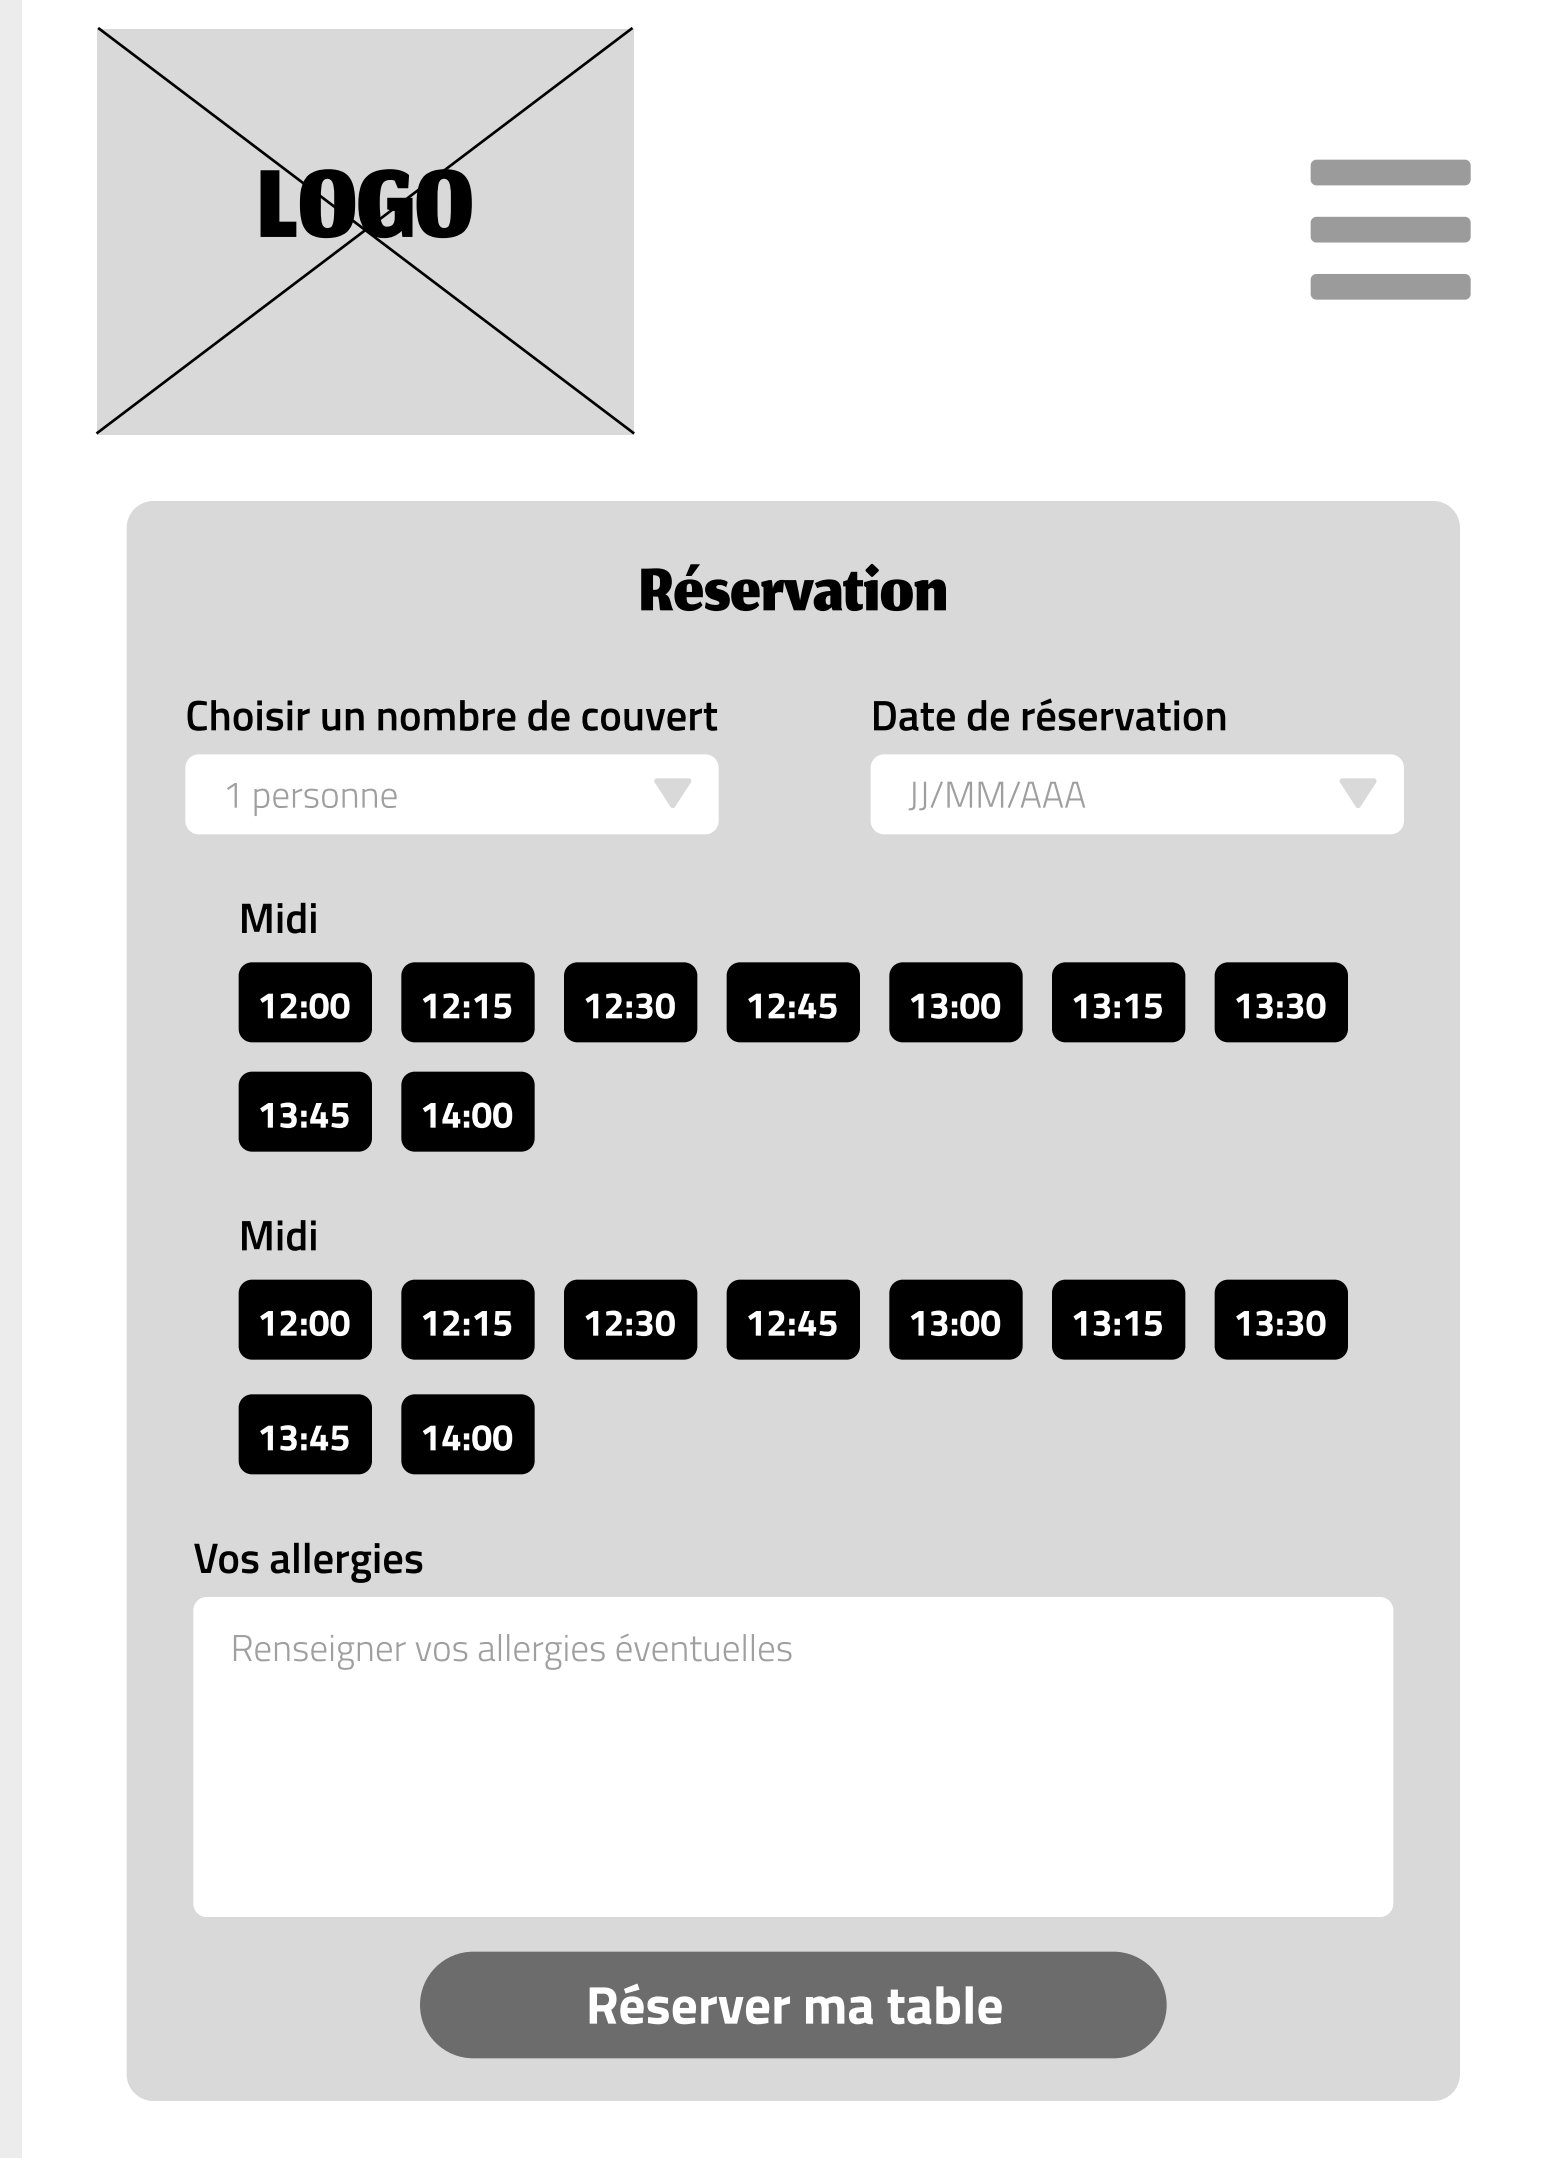 LOGO
Réservation
Choisir un nombre de couvert
Date de réservation
1 personne
JJ/MM/AAA
Midi
12:00 12:15 12:30 12:45 13:00 13:15 13:30
13:45 14:00
Midi
12:00 12:15 12:30 12:45 13:00 13:15 13:30
13:45 14:00
Vos allergies
Renseigner vos allergies éventuelles
Réserver ma table